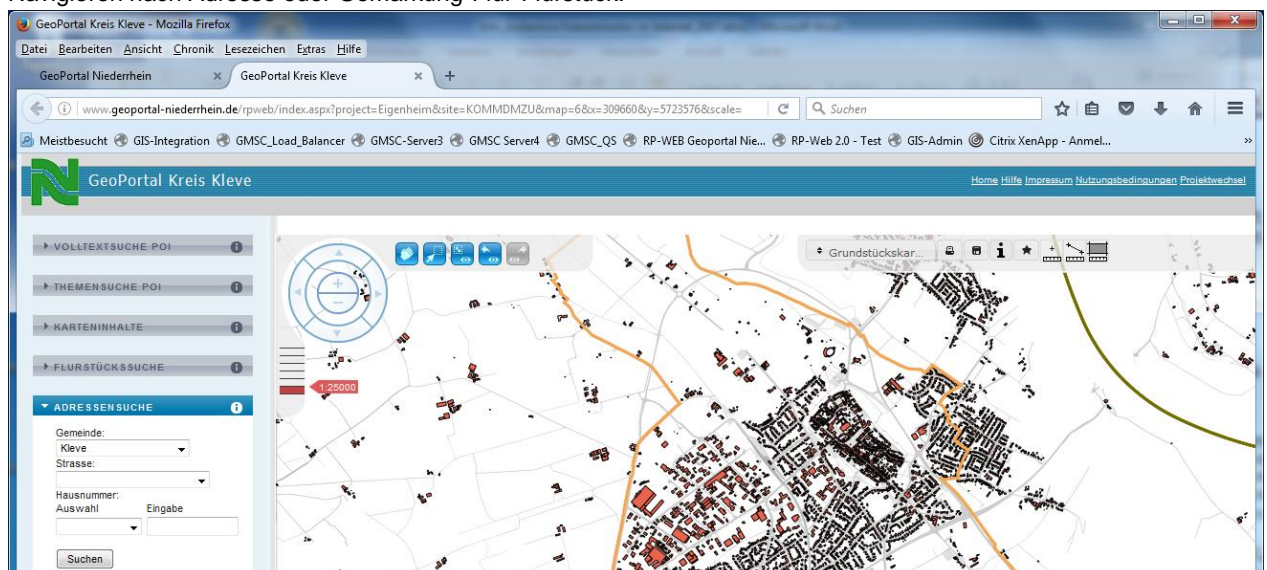 GeoPortal Kreis Kleve - Mozilla Firefox
Datei Bearbeiten Ansicht Chronik Lesezeichen Extras Hilfe
GeoPortal Niederrhein × GeoPortal Kreis Kleve × +
www.geoportal-niederrhein.de/rpweb/index.aspx?project=Eigenheim&site=KOMMDMZU&map=6&x=309660&y=5723576&scale= Suchen
Meistbesucht GIS-Integration GMSC_Load_Balancer GMSC-Server3 GMSC Server4 GMSC_QS RP-WEB Geoportal Nie... RP-Web 2.0 - Test GIS-Admin Citrix XenApp - Anmel... »
GeoPortal Kreis Kleve Home Hilfe Impressum Nutzungsbedingungen Projektwechsel
VOLLTEXTSUCHE POI
Grundstückskar...
THEMENSUCHE POI
KARTENINHALTE
FLURSTÜCKSSUCHE
1:25000
ADRESSENSUCHE
Gemeinde:
Kleve
Strasse:
Hausnummer:
Auswahl Eingabe
Suchen